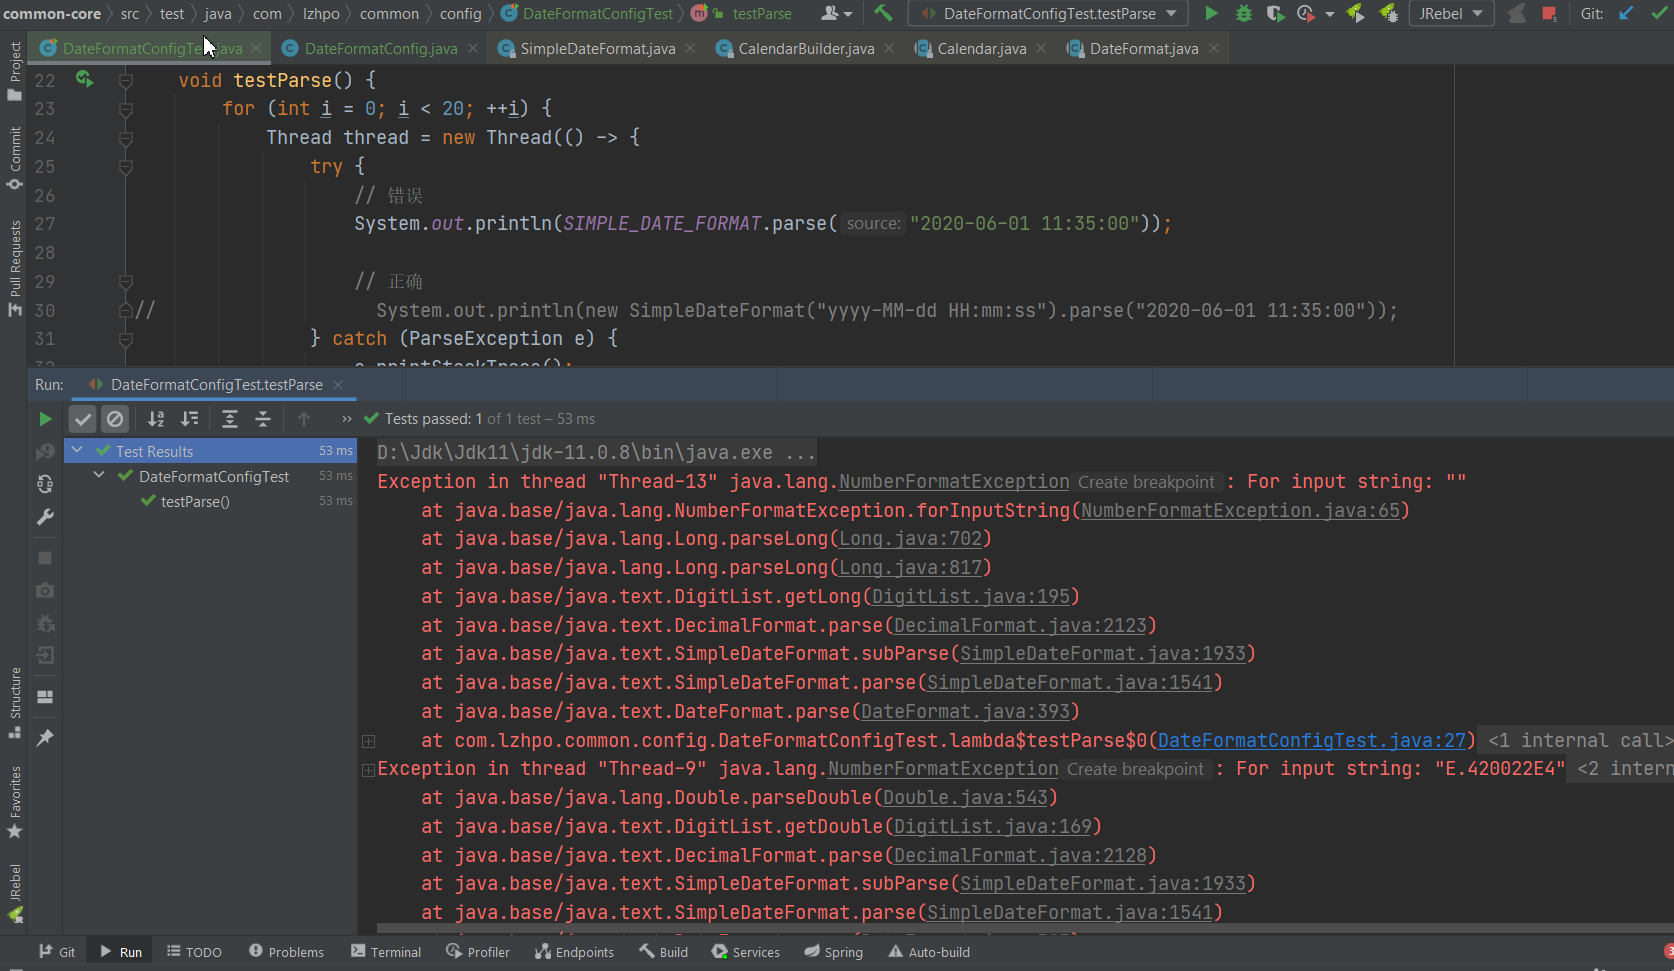 common-core src test java com lzhpo common config DateFormatConfigTest testParse DateFormatConfigTest.testParse JRebel Git:
DateFormatConfigTe java DateFormatConfig.java SimpleDateFormat.java CalendarBuilder.java Calendar.java DateFormat.java
Project
Commit
Pull Requests
22 void testParse() {
23 for (int i = 0; i < 20; ++i) {
24 Thread thread = new Thread(() -> {
25 try {
26 // 错误
27 System.out.println(SIMPLE_DATE_FORMAT.parse( source: "2020-06-01 11:35:00"));
28
29 // 正确
30 // System.out.println(new SimpleDateFormat("yyyy-MM-dd HH:mm:ss").parse("2020-06-01 11:35:00"));
31 } catch (ParseException e) {
e.printStackTrace();
Run: DateFormatConfigTest.testParse
Tests passed: 1 of 1 test – 53 ms
Test Results 53 ms
DateFormatConfigTest 53 ms
testParse() 53 ms
D:\Jdk\Jdk11\jdk-11.0.8\bin\java.exe ...
Exception in thread "Thread-13" java.lang.NumberFormatException Create breakpoint : For input string: ""
at java.base/java.lang.NumberFormatException.forInputString(NumberFormatException.java:65)
at java.base/java.lang.Long.parseLong(Long.java:702)
at java.base/java.lang.Long.parseLong(Long.java:817)
at java.base/java.text.DigitList.getLong(DigitList.java:195)
at java.base/java.text.DecimalFormat.parse(DecimalFormat.java:2123)
at java.base/java.text.SimpleDateFormat.subParse(SimpleDateFormat.java:1933)
at java.base/java.text.SimpleDateFormat.parse(SimpleDateFormat.java:1541)
at java.base/java.text.DateFormat.parse(DateFormat.java:393)
at com.lzhpo.common.config.DateFormatConfigTest.lambda$testParse$0(DateFormatConfigTest.java:27) <1 internal call>
Exception in thread "Thread-9" java.lang.NumberFormatException Create breakpoint : For input string: "E.420022E4" <2 intern
at java.base/java.lang.Double.parseDouble(Double.java:543)
at java.base/java.text.DigitList.getDouble(DigitList.java:169)
at java.base/java.text.DecimalFormat.parse(DecimalFormat.java:2128)
at java.base/java.text.SimpleDateFormat.subParse(SimpleDateFormat.java:1933)
at java.base/java.text.SimpleDateFormat.parse(SimpleDateFormat.java:1541)
Structure
Favorites
JRebel
Git Run TODO Problems Terminal Profiler Endpoints Build Services Spring Auto-build